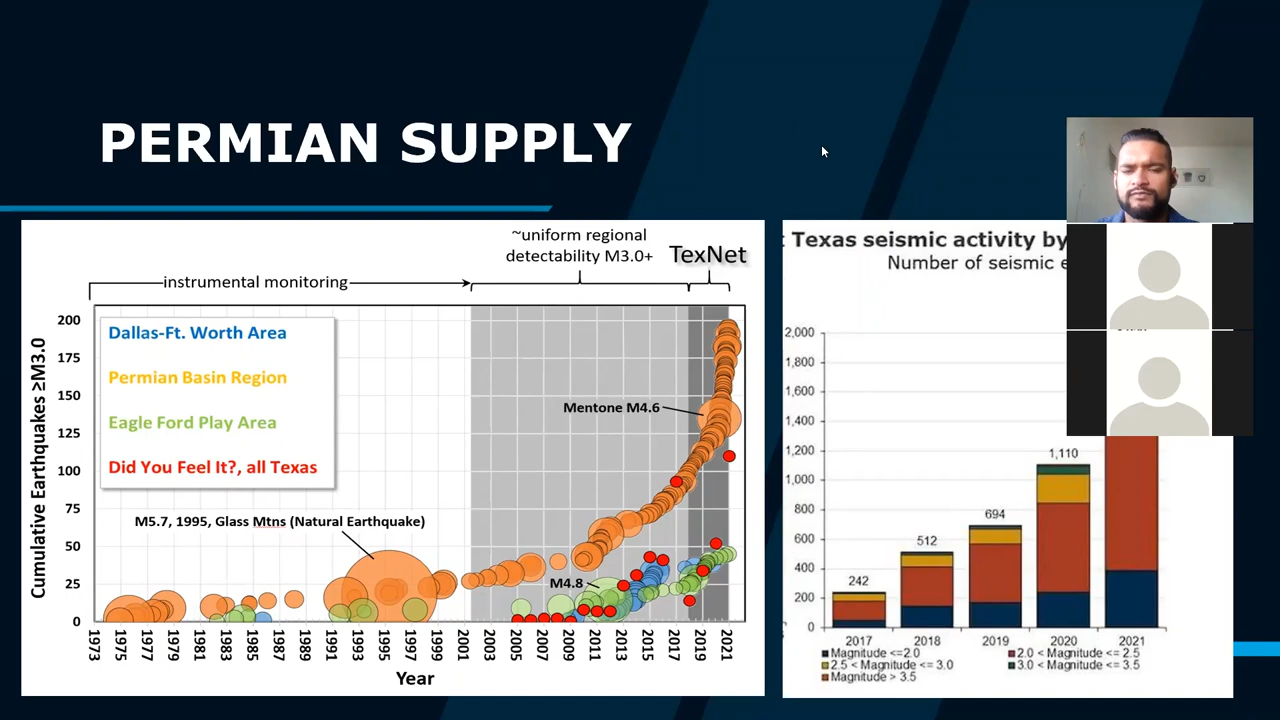 PERMIAN SUPPLY
~uniform regional
detectability M3.0+
TexNet
instrumental monitoring
Cumulative Earthquakes ≥M3.0
200
175
150
125
100
75
50
25
0
Dallas-Ft. Worth Area
Permian Basin Region
Eagle Ford Play Area
Did You Feel It?, all Texas
Mentone M4.6
M5.7, 1995, Glass Mtns (Natural Earthquake)
M4.8
1973 1975 1977 1979 1981 1983 1985 1987 1989 1991 1993 1995 1997 1999 2001 2003 2005 2007 2009 2011 2013 2015 2017 2019 2021
Year
Texas seismic activity by
Number of seismic e
2,000
1,800
1,600
1,400
1,200
1,000
800
600
400
200
0
242
512
694
1,110
2017 2018 2019 2020 2021
Magnitude <=2.0
2.0 < Magnitude <= 2.5
2.5 < Magnitude <= 3.0
3.0 < Magnitude <= 3.5
Magnitude > 3.5